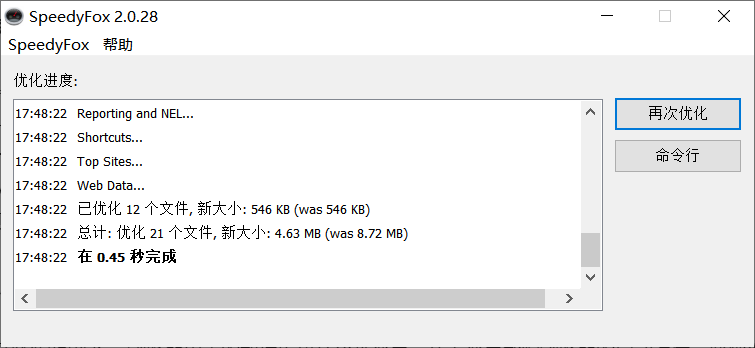 SpeedyFox 2.0.28
SpeedyFox 帮助
优化进度:
17:48:22 Reporting and NEL...
17:48:22 Shortcuts...
17:48:22 Top Sites...
17:48:22 Web Data...
17:48:22 已优化 12 个文件, 新大小: 546 KB (was 546 KB)
17:48:22 总计: 优化 21 个文件, 新大小: 4.63 MB (was 8.72 MB)
17:48:22 在 0.45 秒完成
再次优化
命令行